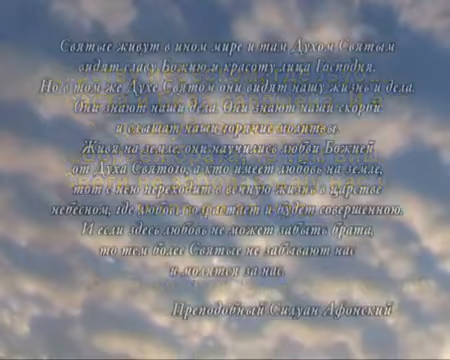 Святые живут в ином мире и там Духом Святым
видят славу Божию и красоту лица Господня.
Но в том же Духе Святом они видят нашу жизнь и дела.
Они знают наши дела. Они знают наши скорби
и слышат наши горячие молитвы.
Живя на земле, они научились любви Божией
от Духа Святого, а кто имеет любовь на земле,
тот с нею переходит в вечную жизнь в царстве
небесном, где любовь возрастает и будет совершенною.
И если здесь любовь не может забыть брата,
то тем более Святые не забывают нас
и молятся за нас.
Преподобный Силуан Афонский